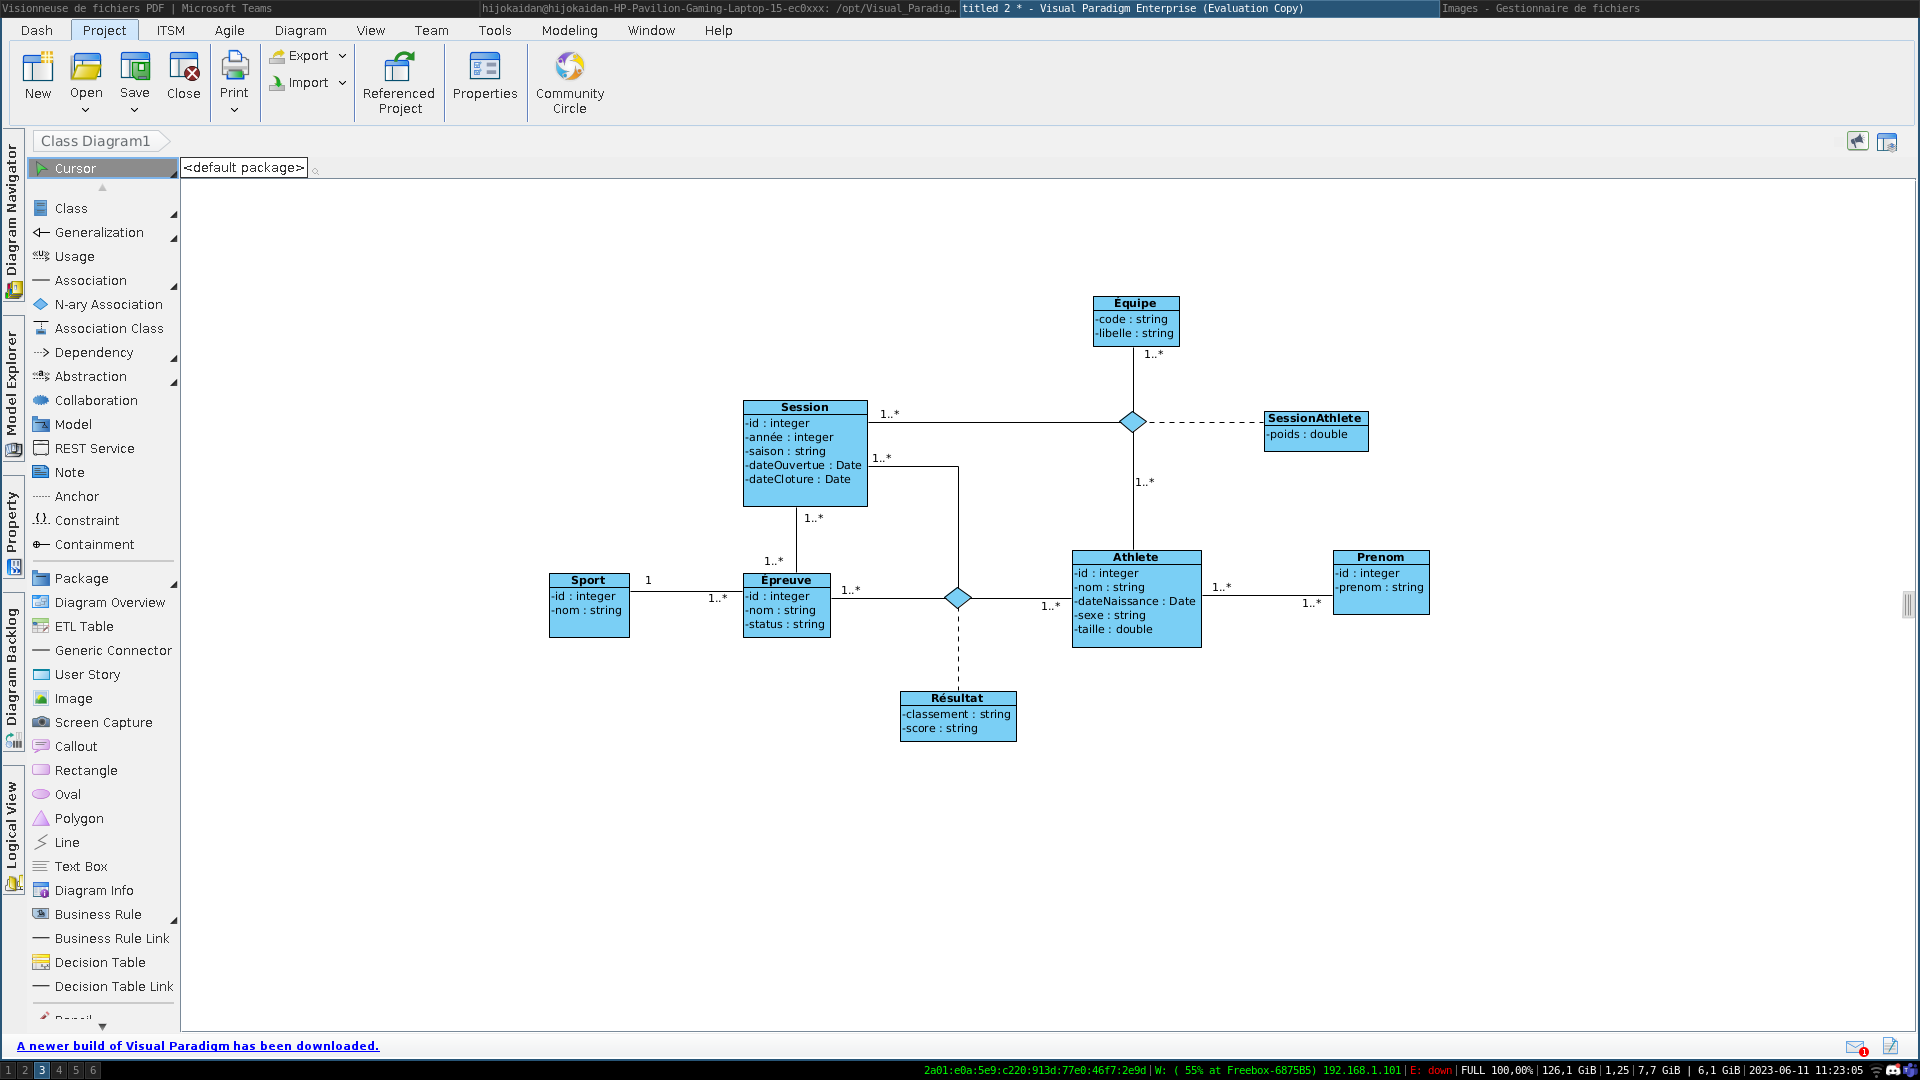 Visionneuse de fichiers PDF | Microsoft Teams
hijokaidan@hijokaidan-HP-Pavilion-Gaming-Laptop-15-ec0xxx: /opt/Visual_Paradig…
titled 2 * - Visual Paradigm Enterprise (Evaluation Copy)
Images - Gestionnaire de fichiers
Dash
Project
ITSM
Agile
Diagram
View
Team
Tools
Modeling
Window
Help
New
Open
Save
Close
Print
Export
Import
Referenced
Project
Properties
Community
Circle
Class Diagram1
<default package>
Diagram Navigator
Model Explorer
Property
Diagram Backlog
Logical View
Cursor
Class
Generalization
Usage
Association
N-ary Association
Association Class
Dependency
Abstraction
Collaboration
Model
REST Service
Note
Anchor
Constraint
Containment
Package
Diagram Overview
ETL Table
Generic Connector
User Story
Image
Screen Capture
Callout
Rectangle
Oval
Polygon
Line
Text Box
Diagram Info
Business Rule
Business Rule Link
Decision Table
Decision Table Link
Équipe
-code : string
-libelle : string
1..*
Session
-id : integer
-année : integer
-saison : string
-dateOuvertue : Date
-dateCloture : Date
1..*
1..*
SessionAthlete
-poids : double
1..*
1..*
1..*
Sport
-id : integer
-nom : string
1
1..*
Épreuve
-id : integer
-nom : string
-status : string
1..*
1..*
Athlete
-id : integer
-nom : string
-dateNaissance : Date
-sexe : string
-taille : double
1..*
1..*
Prenom
-id : integer
-prenom : string
Résultat
-classement : string
-score : string
A newer build of Visual Paradigm has been downloaded.
1
1 2 3 4 5 6
2a01:e0a:5e9:c220:913d:77e0:46f7:2e9d|W: ( 55% at Freebox-6875B5) 192.168.1.101|E: down|FULL 100,00%|126,1 GiB|1,25|7,7 GiB | 6,1 GiB|2023-06-11 11:23:05